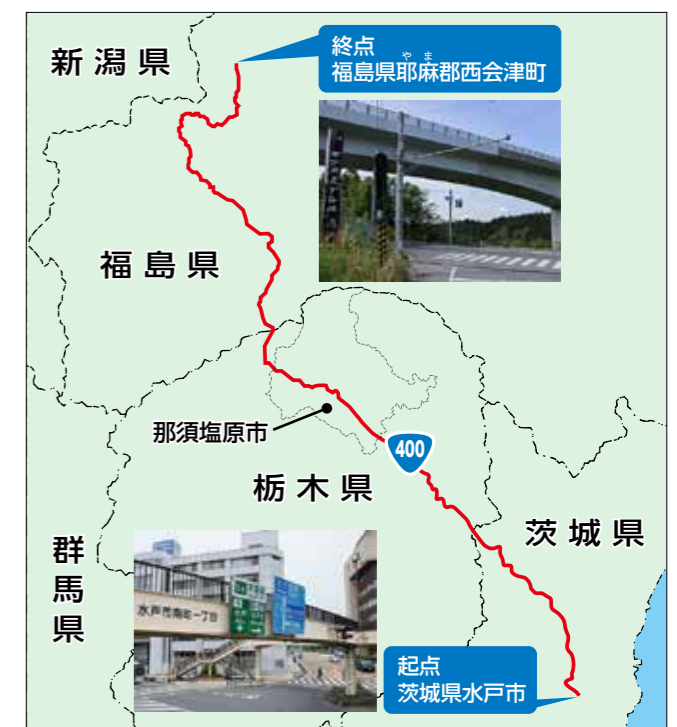 新潟県
終点
やま
福島県耶麻郡西会津町
福島県
那須塩原市
400
栃木県
茨城県
群馬県
水戸市南町一丁目
起点
茨城県水戸市